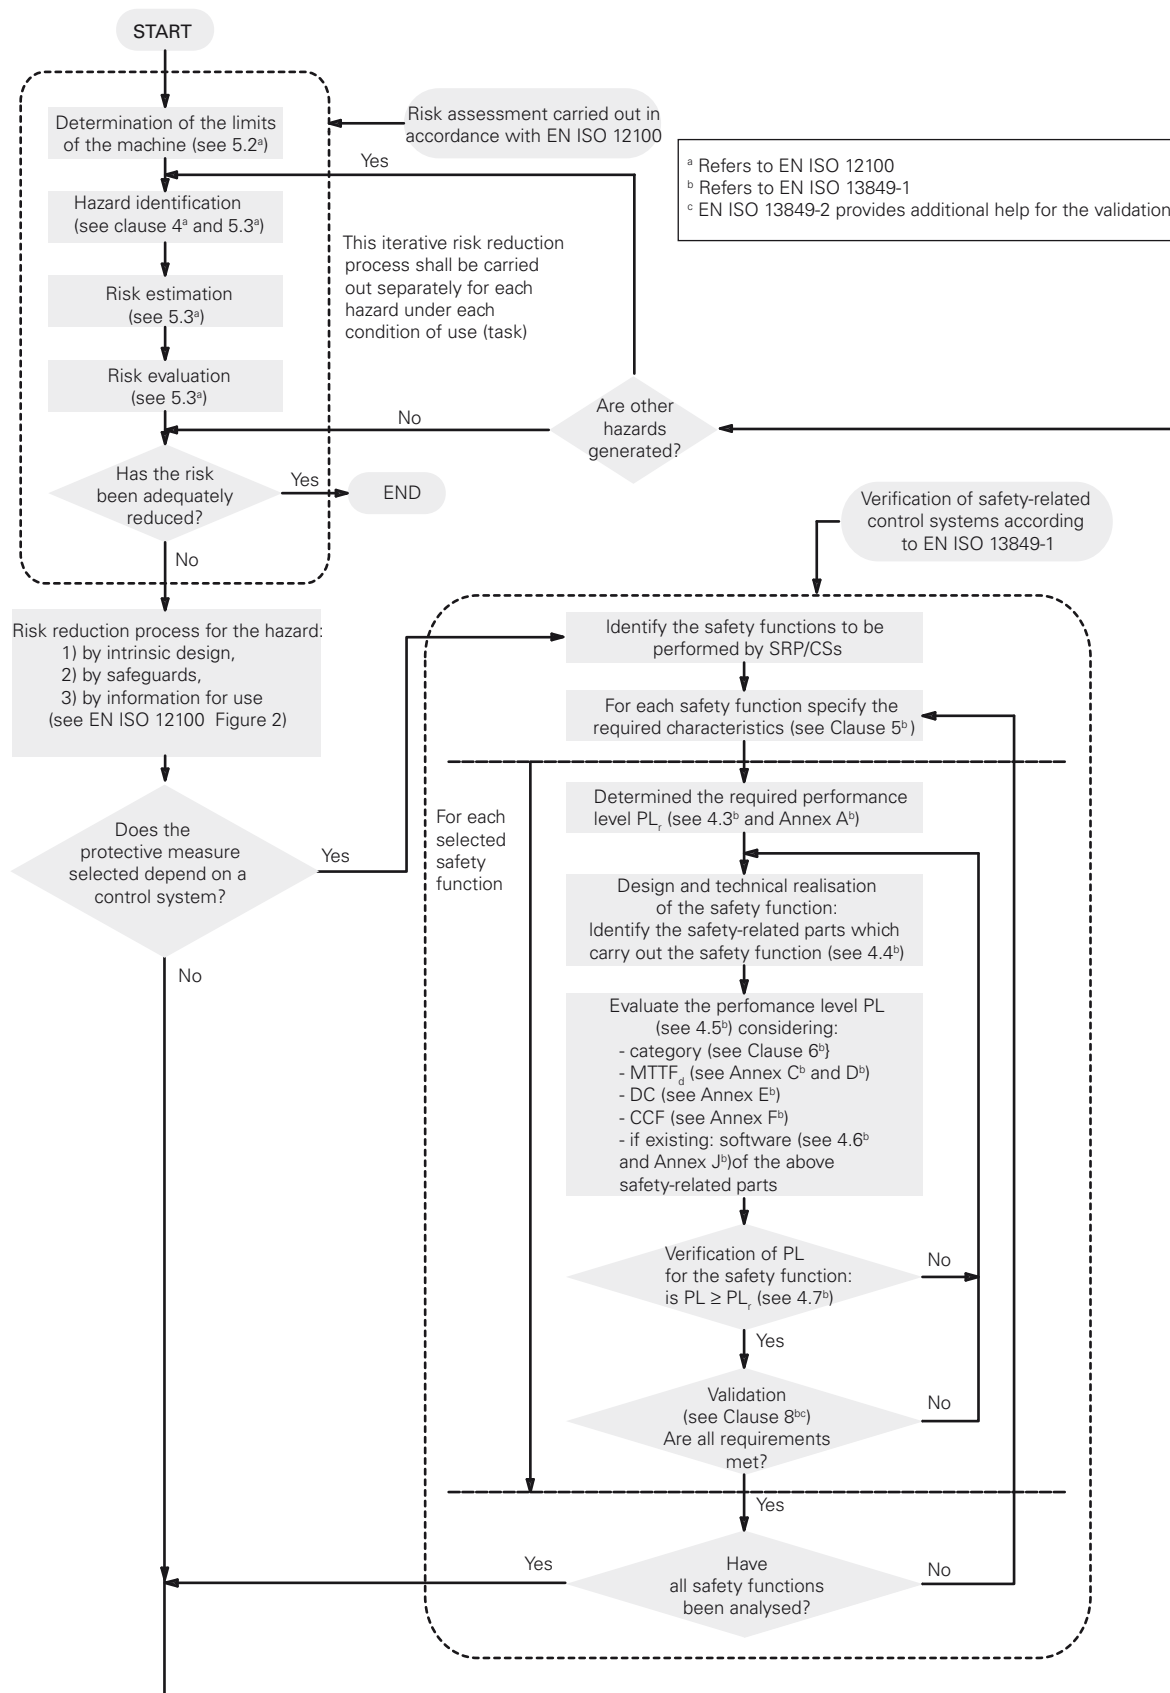 START
Determination of the limits
of the machine (see 5.2ᵃ)
Risk assessment carried out in
accordance with EN ISO 12100
Yes
ᵃ Refers to EN ISO 12100
ᵇ Refers to EN ISO 13849-1
ᶜ EN ISO 13849-2 provides additional help for the validation
Hazard identification
(see clause 4ᵃ and 5.3ᵃ)
This iterative risk reduction
process shall be carried
out separately for each
hazard under each
condition of use (task)
Risk estimation
(see 5.3ᵃ)
Risk evaluation
(see 5.3ᵃ)
No
Are other
hazards
generated?
Has the risk
been adequately
reduced?
Yes
END
No
Verification of safety-related
control systems according
to EN ISO 13849-1
Risk reduction process for the hazard:
1) by intrinsic design,
2) by safeguards,
3) by information for use
(see EN ISO 12100 Figure 2)
Identify the safety functions to be
performed by SRP/CSs
For each safety function specify the
required characteristics (see Clause 5ᵇ)
Does the
protective measure
selected depend on a
control system?
Yes
No
For each
selected
safety
function
Determined the required performance
level PLᵣ (see 4.3ᵇ and Annex Aᵇ)
Design and technical realisation
of the safety function:
Identify the safety-related parts which
carry out the safety function (see 4.4ᵇ)
Evaluate the perfomance level PL
(see 4.5ᵇ) considering:
- category (see Clause 6ᵇ}
- MTTFd (see Annex Cᵇ and Dᵇ)
- DC (see Annex Eᵇ)
- CCF (see Annex Fᵇ)
- if existing: software (see 4.6ᵇ
and Annex Jᵇ)of the above
safety-related parts
Verification of PL
for the safety function:
is PL ≥ PLᵣ (see 4.7ᵇ)
No
Yes
Validation
(see Clause 8ᵇᶜ)
Are all requirements
met?
No
Yes
Have
all safety functions
been analysed?
Yes
No